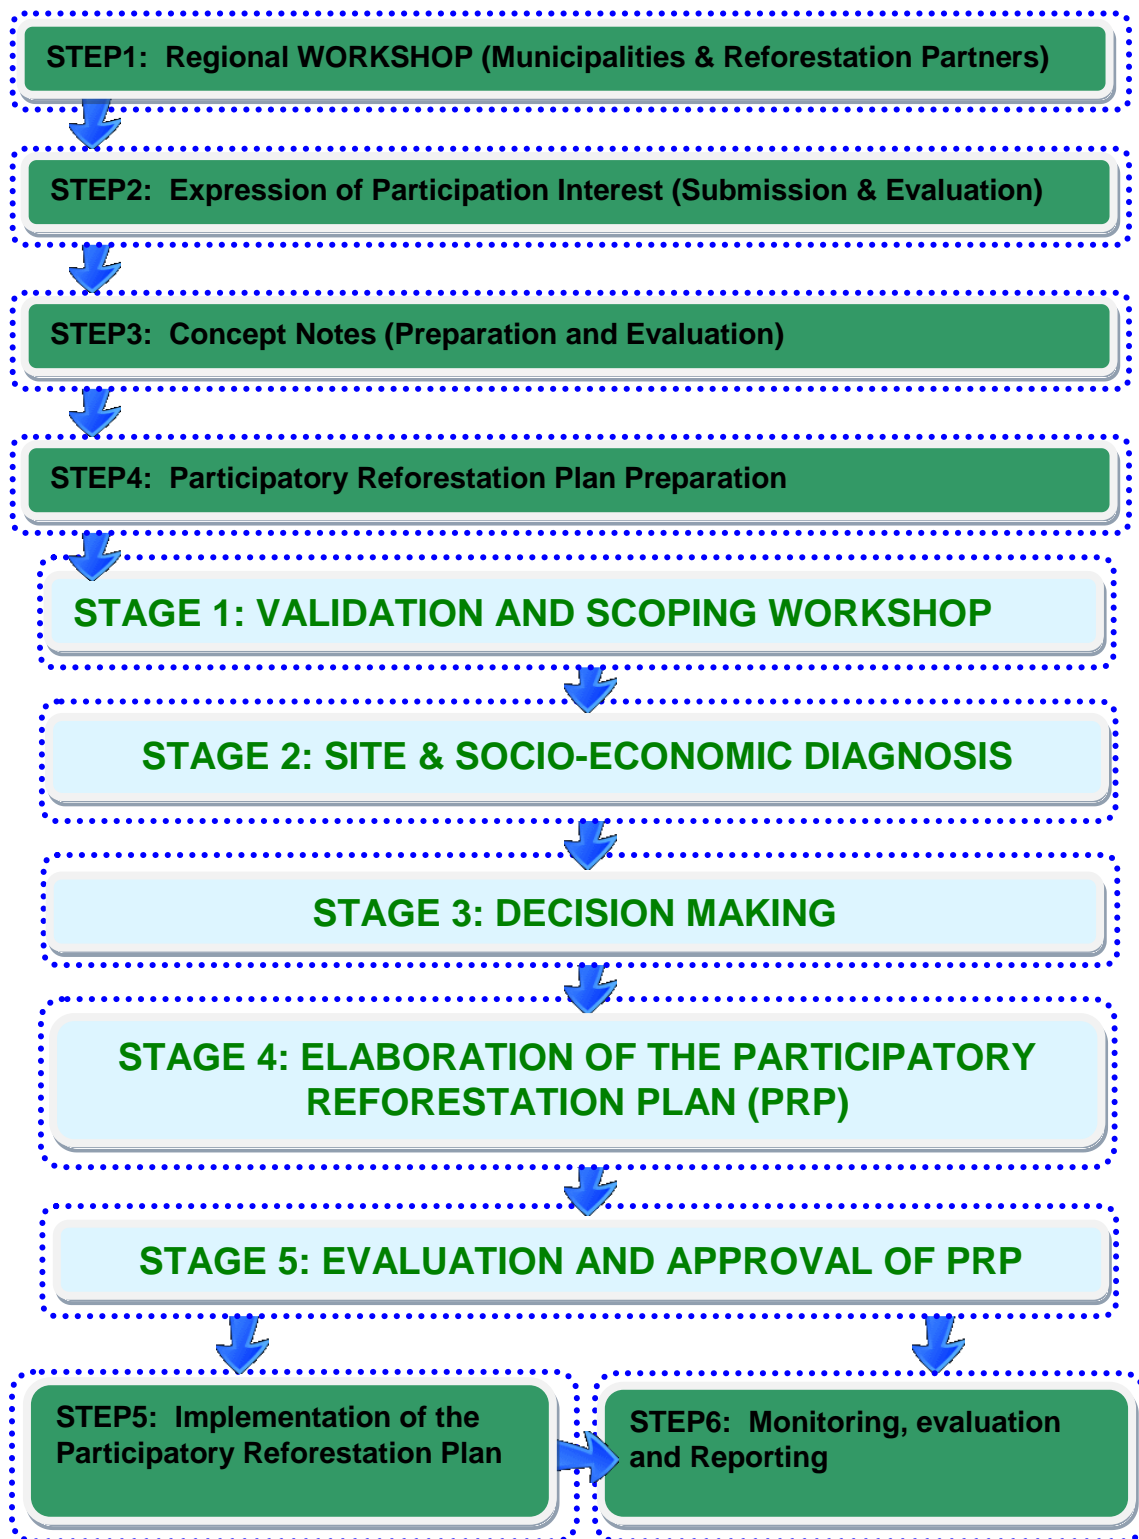 STEP1:  Regional WORKSHOP (Municipalities & Reforestation Partners)
STEP2:  Expression of Participation Interest (Submission & Evaluation)
STEP3:  Concept Notes (Preparation and Evaluation)
STEP4:  Participatory Reforestation Plan Preparation
STAGE 1: VALIDATION AND SCOPING WORKSHOP
STAGE 2: SITE & SOCIO-ECONOMIC DIAGNOSIS
STAGE 3: DECISION MAKING
STAGE 4: ELABORATION OF THE PARTICIPATORY
REFORESTATION PLAN (PRP)
STAGE 5: EVALUATION AND APPROVAL OF PRP
STEP5:  Implementation of the
Participatory Reforestation Plan
STEP6:  Monitoring, evaluation
and Reporting